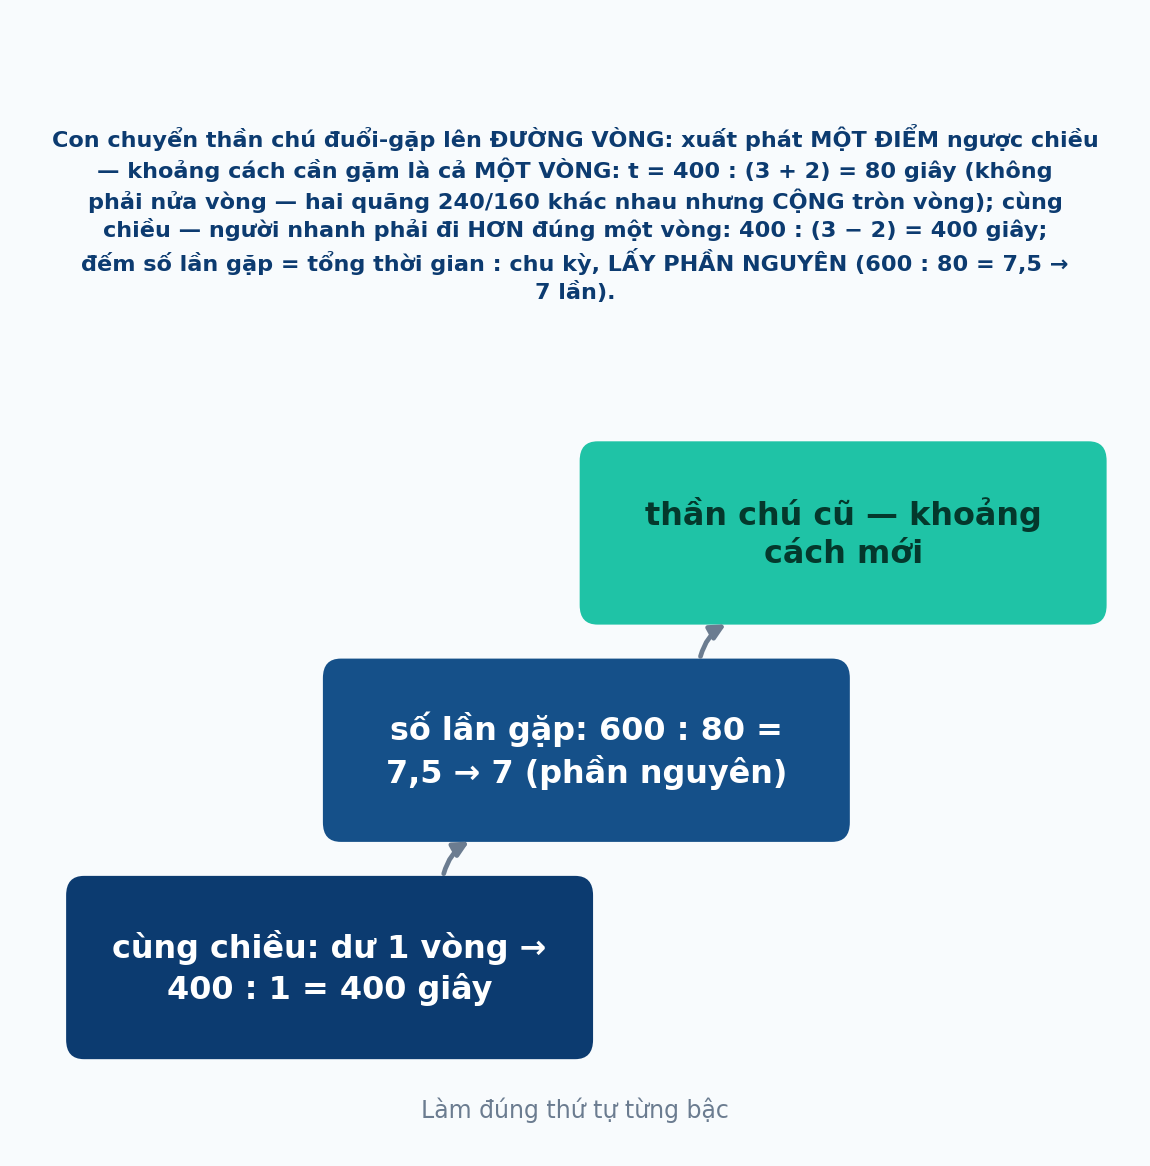 Con chuyển thần chú đuổi-gặp lên ĐƯỜNG VÒNG: xuất phát MỘT ĐIỂM ngược chiều
— khoảng cách cần gặm là cả MỘT VÒNG: t = 400 : (3 + 2) = 80 giây (không
phải nửa vòng — hai quãng 240/160 khác nhau nhưng CỘNG tròn vòng); cùng
chiều — người nhanh phải đi HƠN đúng một vòng: 400 : (3 − 2) = 400 giây;
đếm số lần gặp = tổng thời gian : chu kỳ, LẤY PHẦN NGUYÊN (600 : 80 = 7,5 →
7 lần).
thần chú cũ — khoảng
cách mới
số lần gặp: 600 : 80 =
7,5 → 7 (phần nguyên)
cùng chiều: dư 1 vòng →
400 : 1 = 400 giây
Làm đúng thứ tự từng bậc